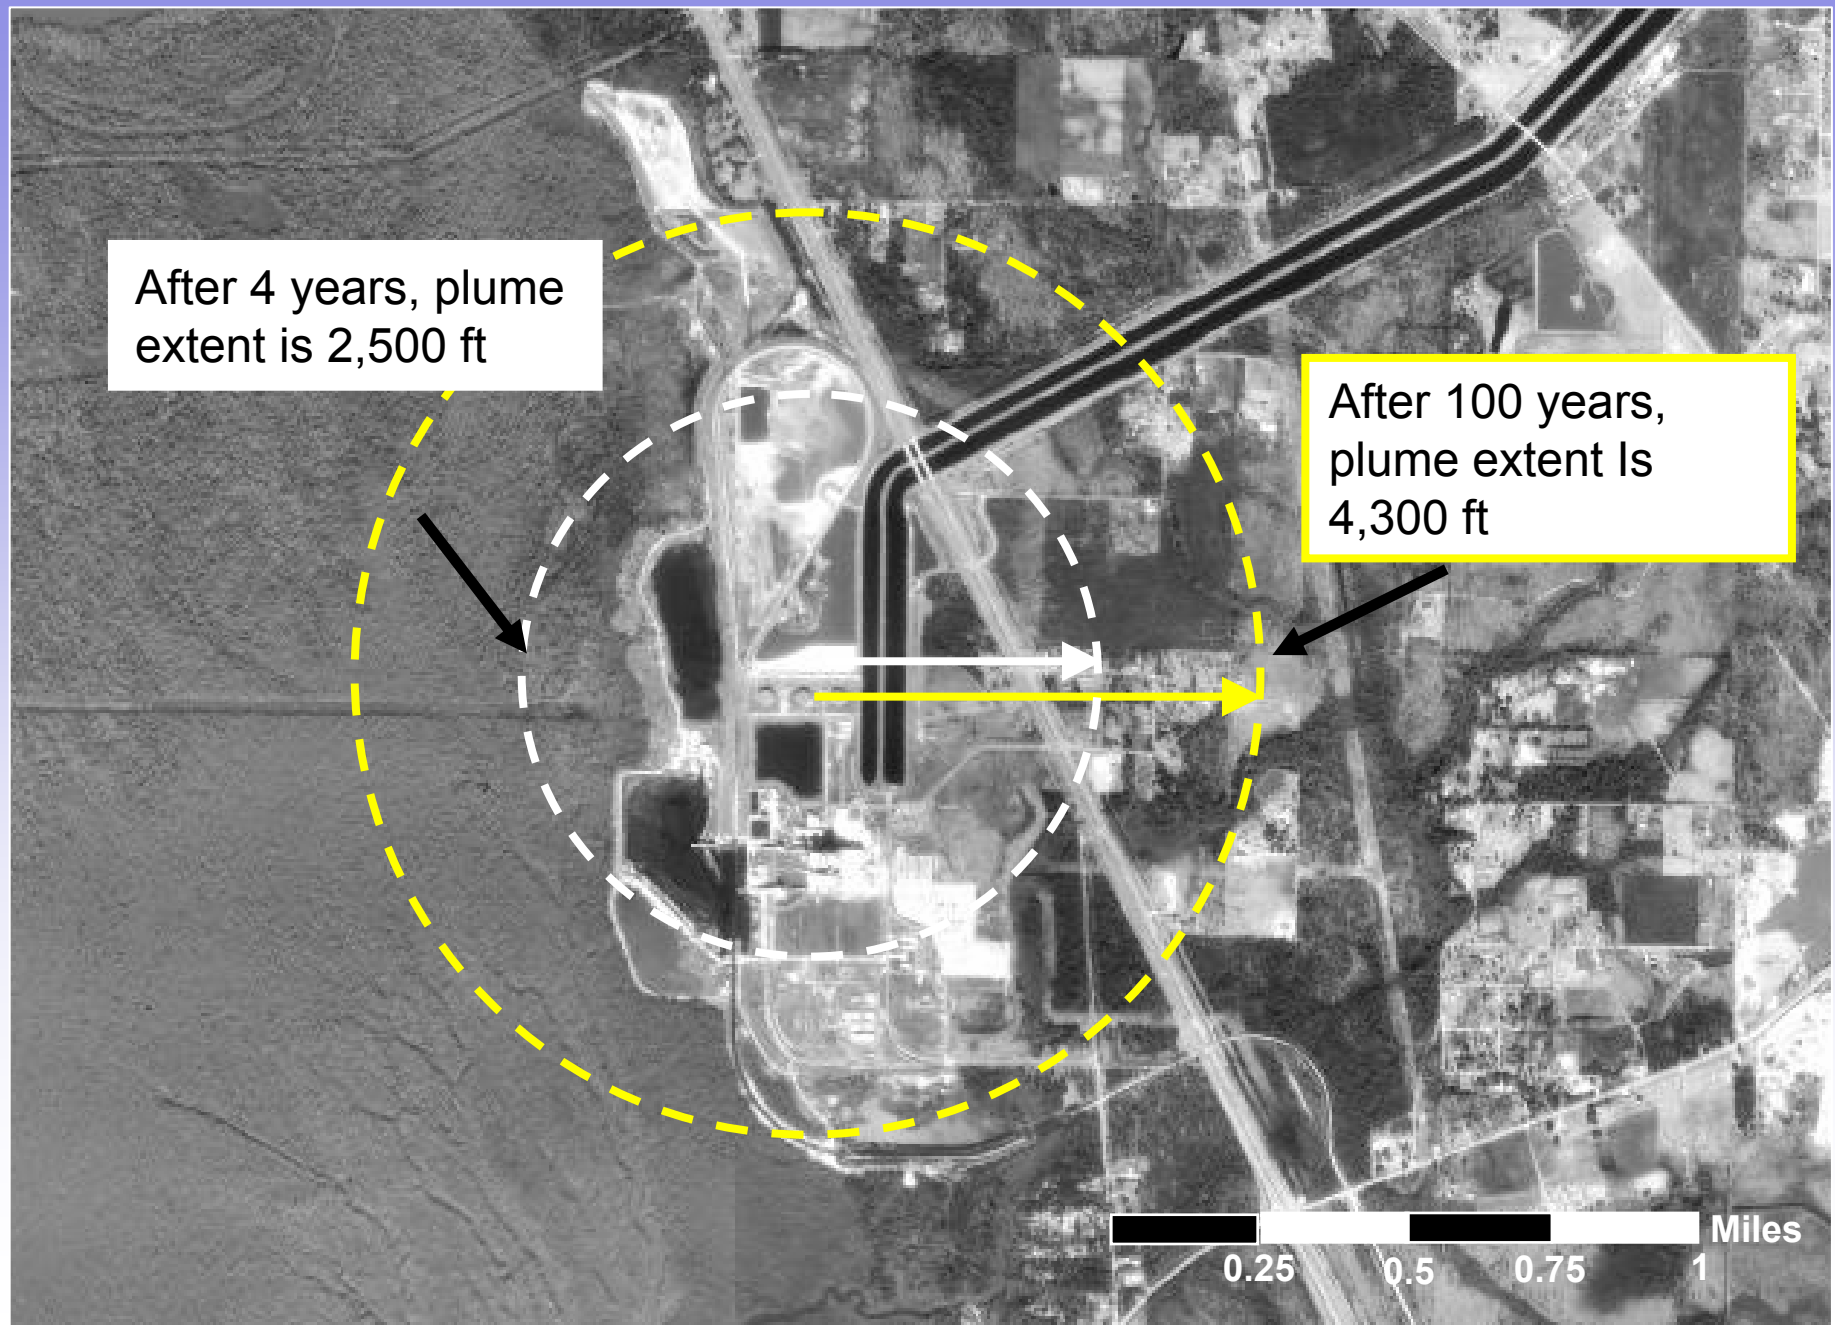 After 4 years, plume
extent is 2,500 ft
After 100 years,
plume extent Is
4,300 ft
Miles
0.25 0.5 0.75 1